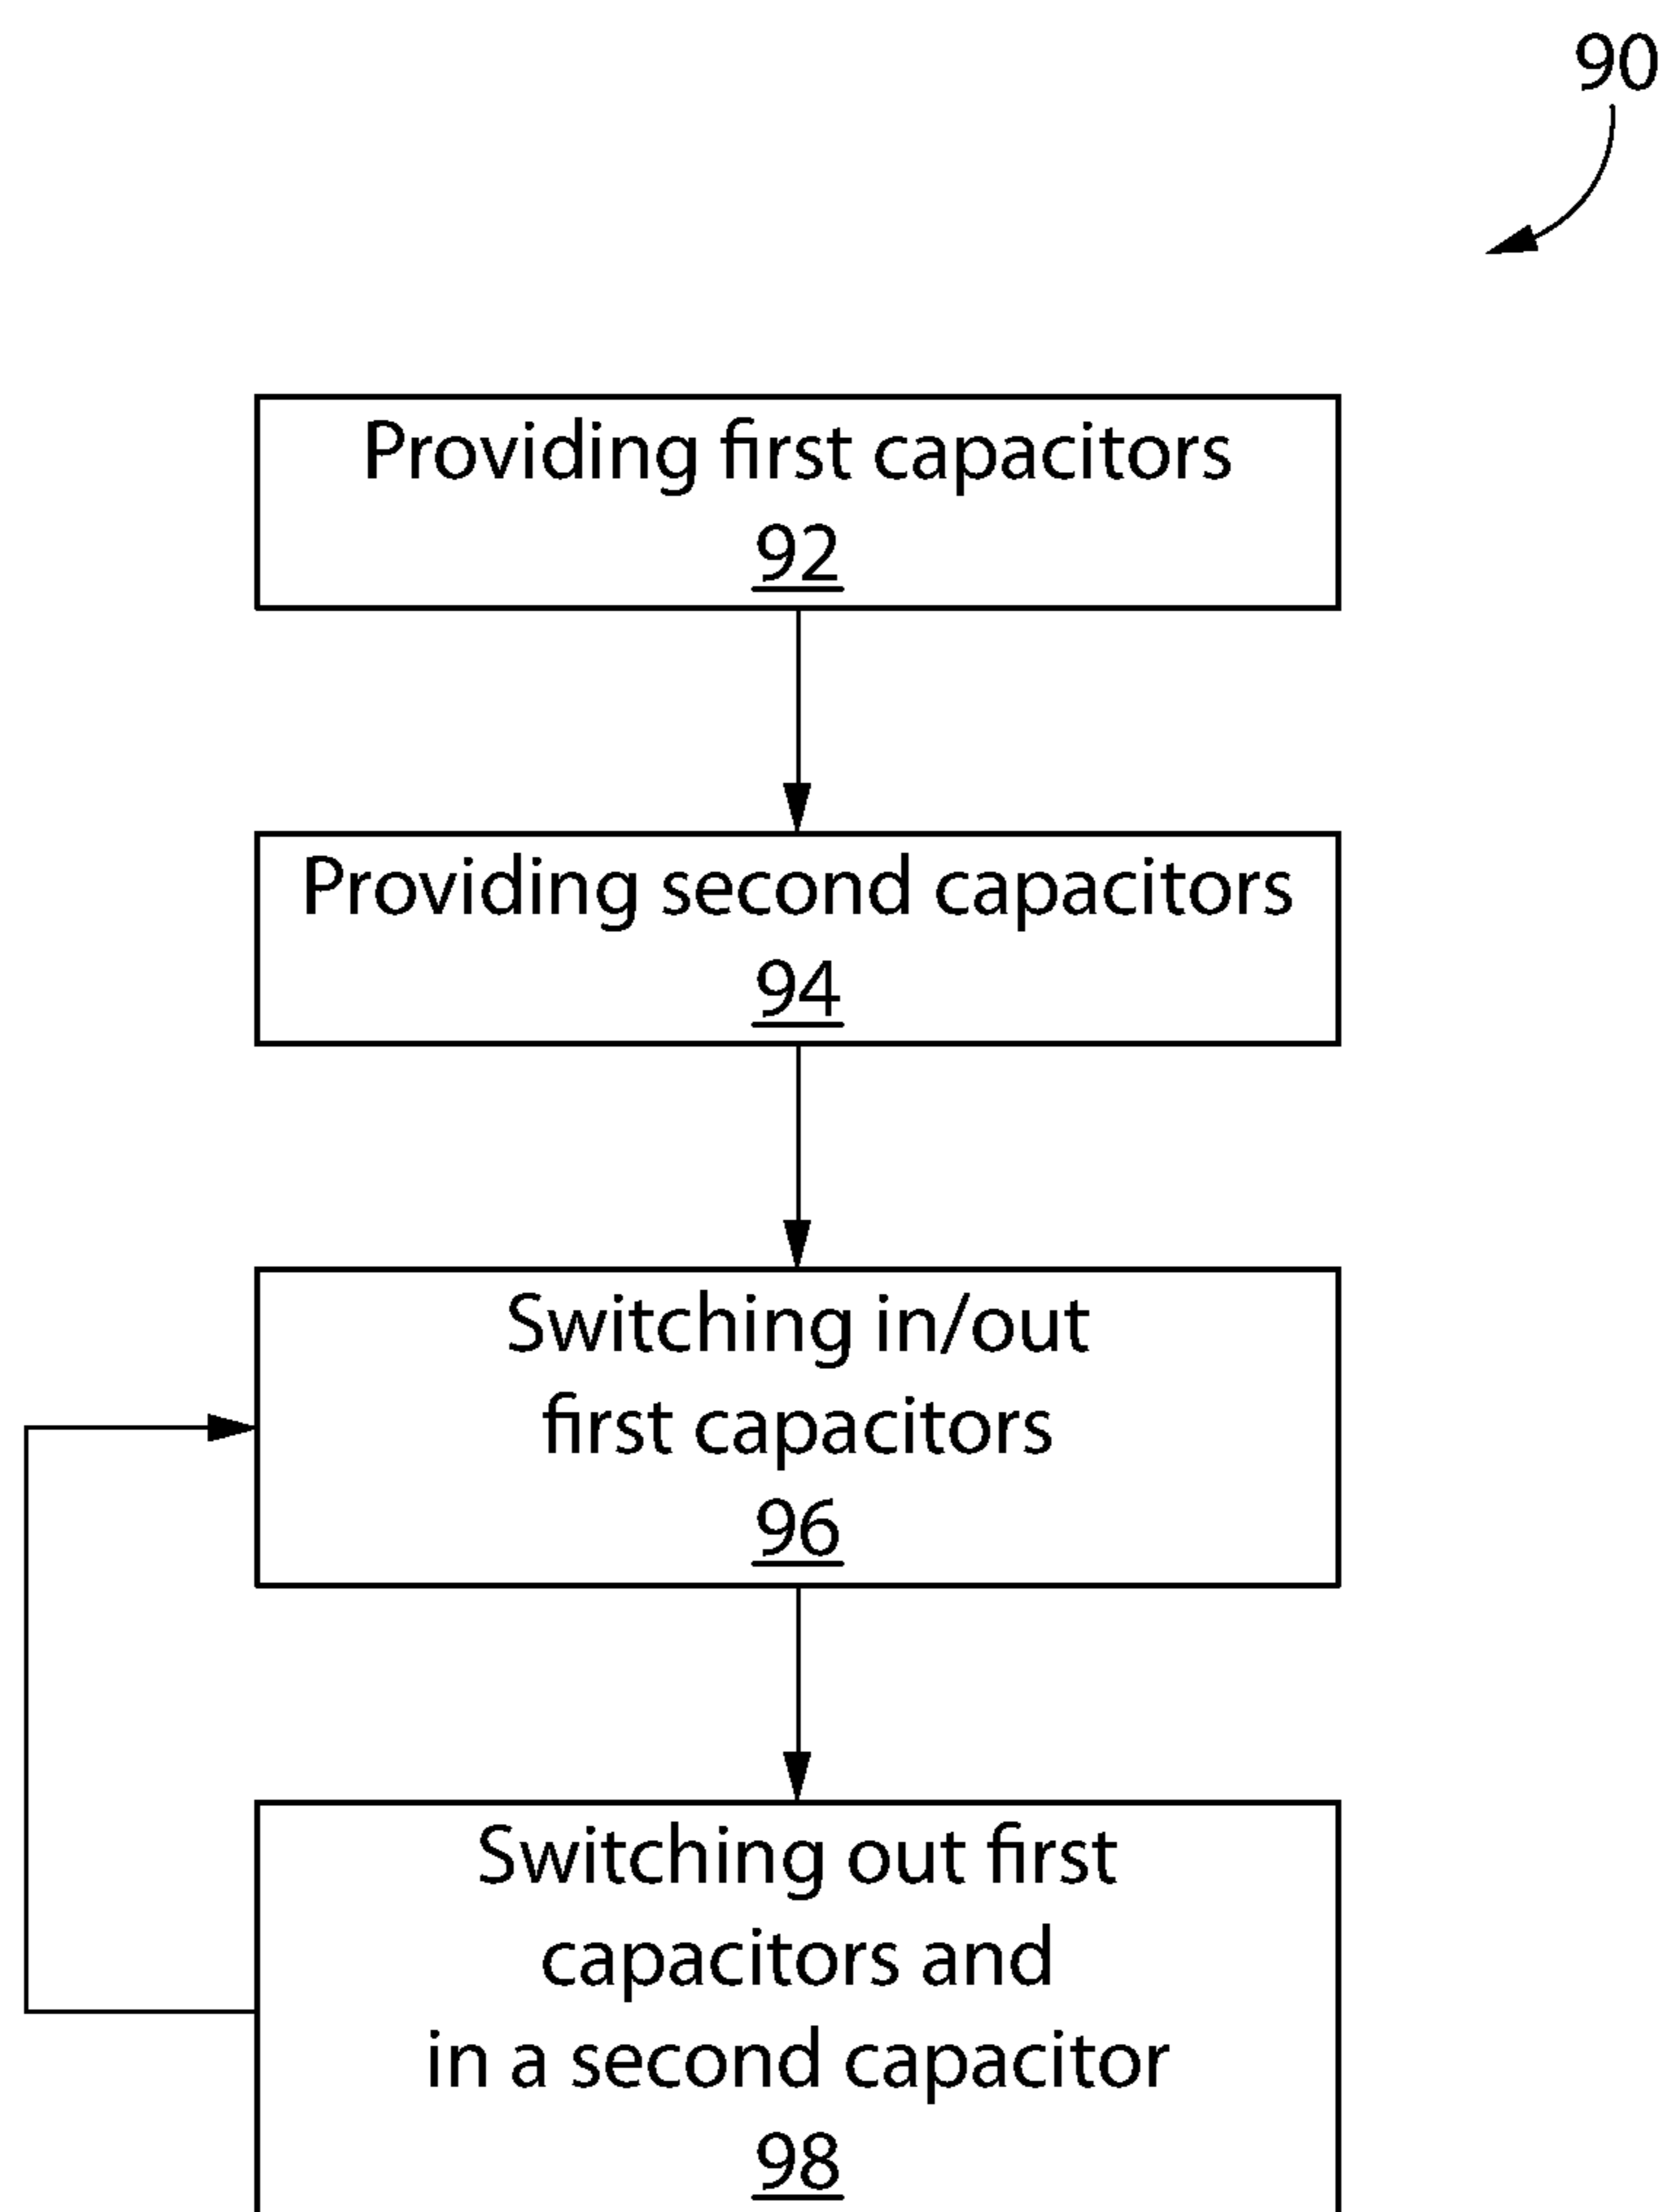 90
Providing first capacitors
92
Providing second capacitors
94
Switching in/out
first capacitors
96
Switching out first
capacitors and
in a second capacitor
98